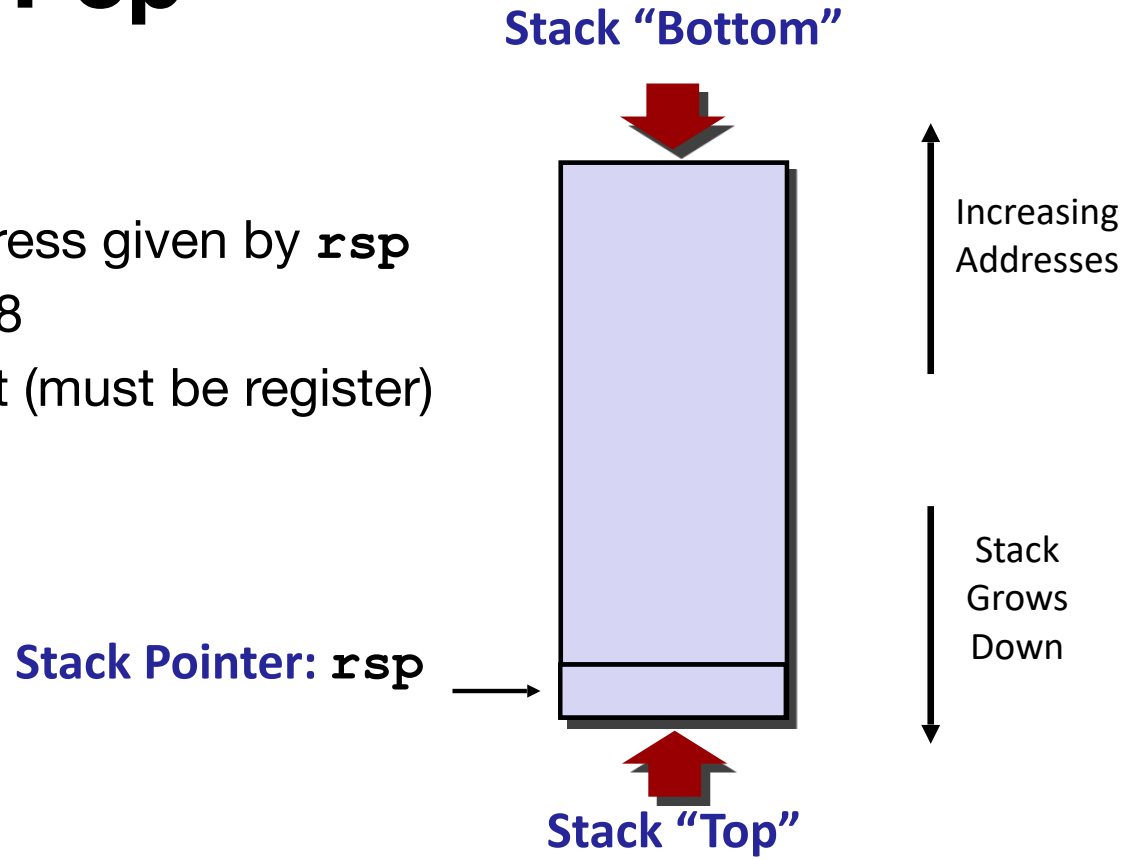 Stack “Bottom”
ress given by rsp
8
t (must be register)
Increasing
Addresses
Stack
Grows
Down
Stack Pointer: rsp
Stack “Top”